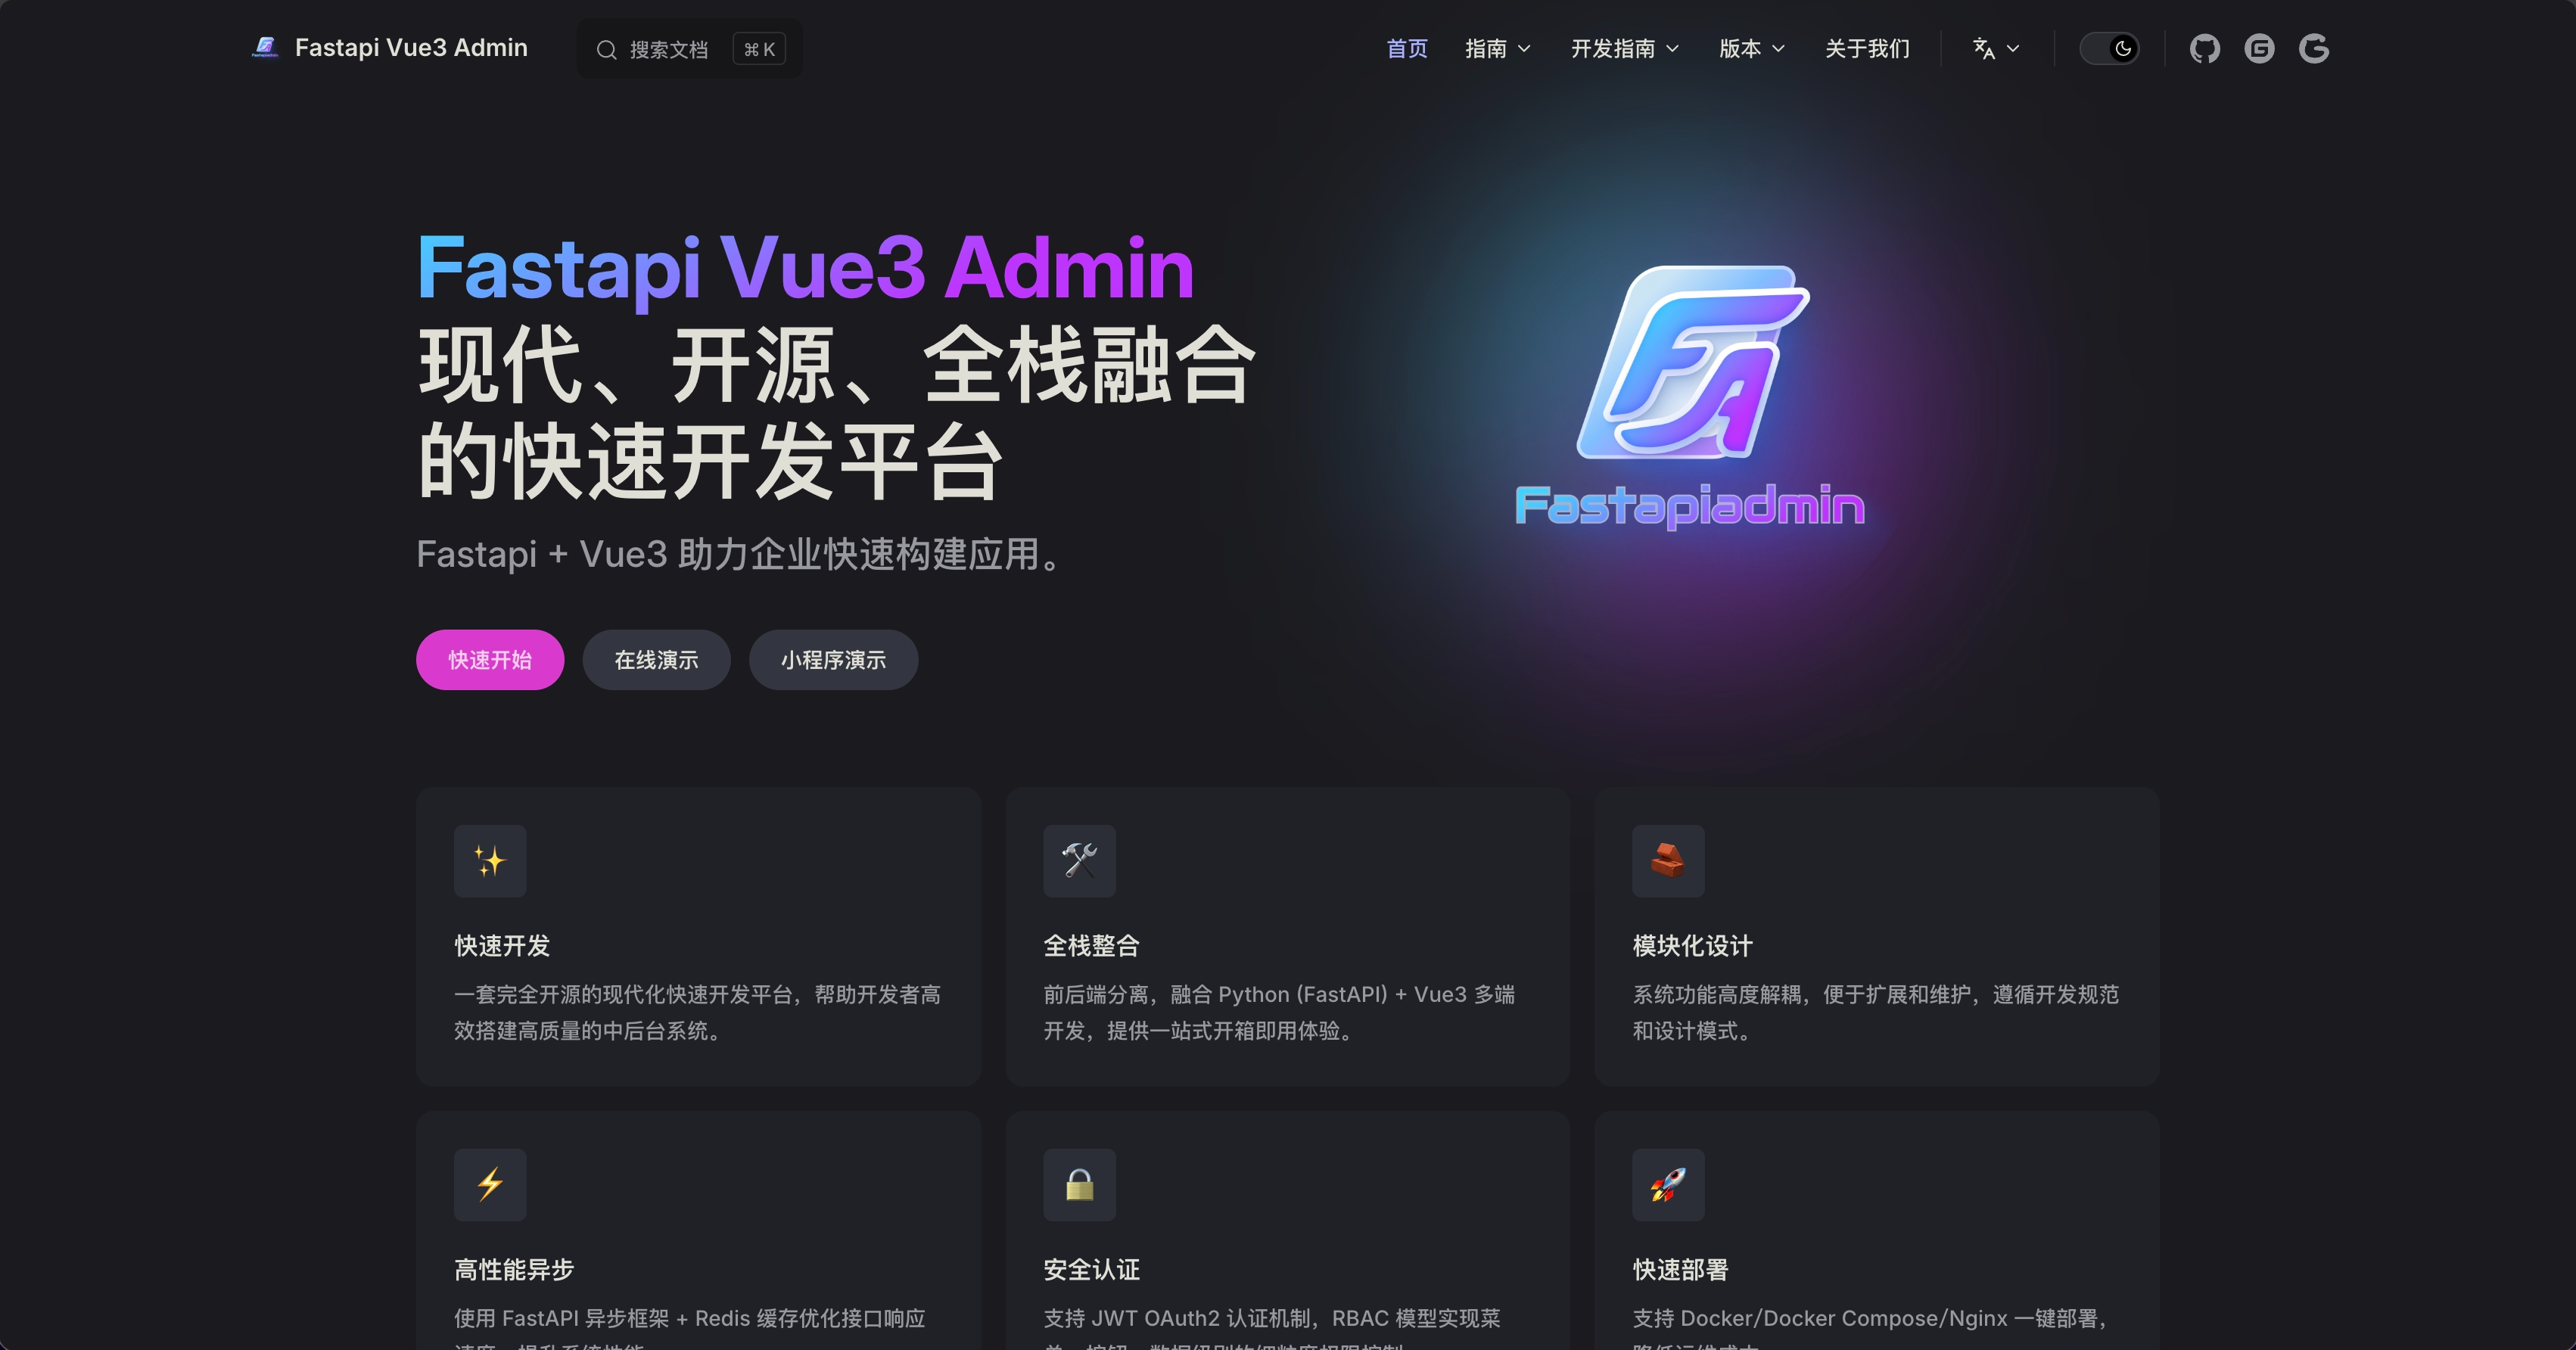 Fastapi Vue3 Admin
搜索文档
⌘ K
首页
指南
开发指南
版本
关于我们
Fastapi Vue3 Admin
现代、开源、全栈融合
的快速开发平台
Fastapi + Vue3 助力企业快速构建应用。
快速开始
在线演示
小程序演示
FA
Fastapiadmin
快速开发
一套完全开源的现代化快速开发平台，帮助开发者高
效搭建高质量的中后台系统。
全栈整合
前后端分离，融合 Python (FastAPI) + Vue3 多端
开发，提供一站式开箱即用体验。
模块化设计
系统功能高度解耦，便于扩展和维护，遵循开发规范
和设计模式。
高性能异步
使用 FastAPI 异步框架 + Redis 缓存优化接口响应
安全认证
支持 JWT OAuth2 认证机制，RBAC 模型实现菜
快速部署
支持 Docker/Docker Compose/Nginx 一键部署，